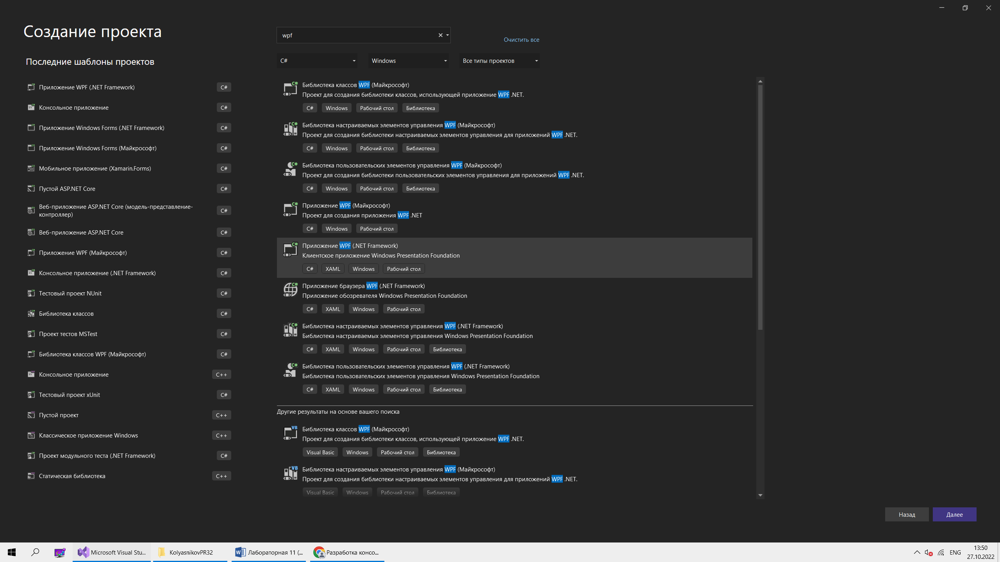 Создание проекта
Последние шаблоны проектов
Приложение WPF (.NET Framework) C#
Консольное приложение C#
Приложение Windows Forms (.NET Framework) C#
Приложение Windows Forms (Майкрософт) C#
Мобильное приложение (Xamarin.Forms) C#
Пустой ASP.NET Core C#
Веб-приложение ASP.NET Core (модель-представление-
контроллер) C#
Веб-приложение ASP.NET Core C#
Приложение WPF (Майкрософт) C#
Консольное приложение (.NET Framework) C#
Тестовый проект NUnit C#
Библиотека классов C#
Проект тестов MSTest C#
Библиотека классов WPF (Майкрософт) C#
Консольное приложение C++
Тестовый проект xUnit C#
Пустой проект C++
Классическое приложение Windows C++
Проект модульного теста (.NET Framework) C#
Статическая библиотека C++
wpf
Очистить все
C# Windows Все типы проектов
Библиотека классов WPF (Майкрософт)
Проект для создания библиотеки классов, использующей приложение WPF .NET.
C# Windows Рабочий стол Библиотека
Библиотека настраиваемых элементов управления WPF (Майкрософт)
Проект для создания библиотеки настраиваемых элементов управления для приложений WPF .NET.
C# Windows Рабочий стол Библиотека
Библиотека пользовательских элементов управления WPF (Майкрософт)
Проект для создания библиотеки пользовательских элементов управления для приложений WPF .NET.
C# Windows Рабочий стол Библиотека
Приложение WPF (Майкрософт)
Проект для создания приложения WPF .NET
C# Windows Рабочий стол
Приложение WPF (.NET Framework)
Клиентское приложение Windows Presentation Foundation
C# XAML Windows Рабочий стол
Приложение браузера WPF (.NET Framework)
Приложение обозревателя Windows Presentation Foundation
C# XAML Windows Рабочий стол
Библиотека настраиваемых элементов управления WPF (.NET Framework)
Библиотека настраиваемых элементов управления Windows Presentation Foundation
C# XAML Windows Рабочий стол Библиотека
Библиотека пользовательских элементов управления WPF (.NET Framework)
Библиотека пользовательских элементов управления Windows Presentation Foundation
C# XAML Windows Рабочий стол Библиотека
Другие результаты на основе вашего поиска
Библиотека классов WPF (Майкрософт)
Проект для создания библиотеки классов, использующей приложение WPF .NET.
Visual Basic Windows Рабочий стол Библиотека
Библиотека настраиваемых элементов управления WPF (Майкрософт)
Проект для создания библиотеки настраиваемых элементов управления для приложений WPF .NET.
Visual Basic Windows Рабочий стол Библиотека
Назад Далее
Microsoft Visual Stu... KolyasnikovPR32 Лабораторная 11 (... Разработка консо... ENG 13:50
27.10.2022